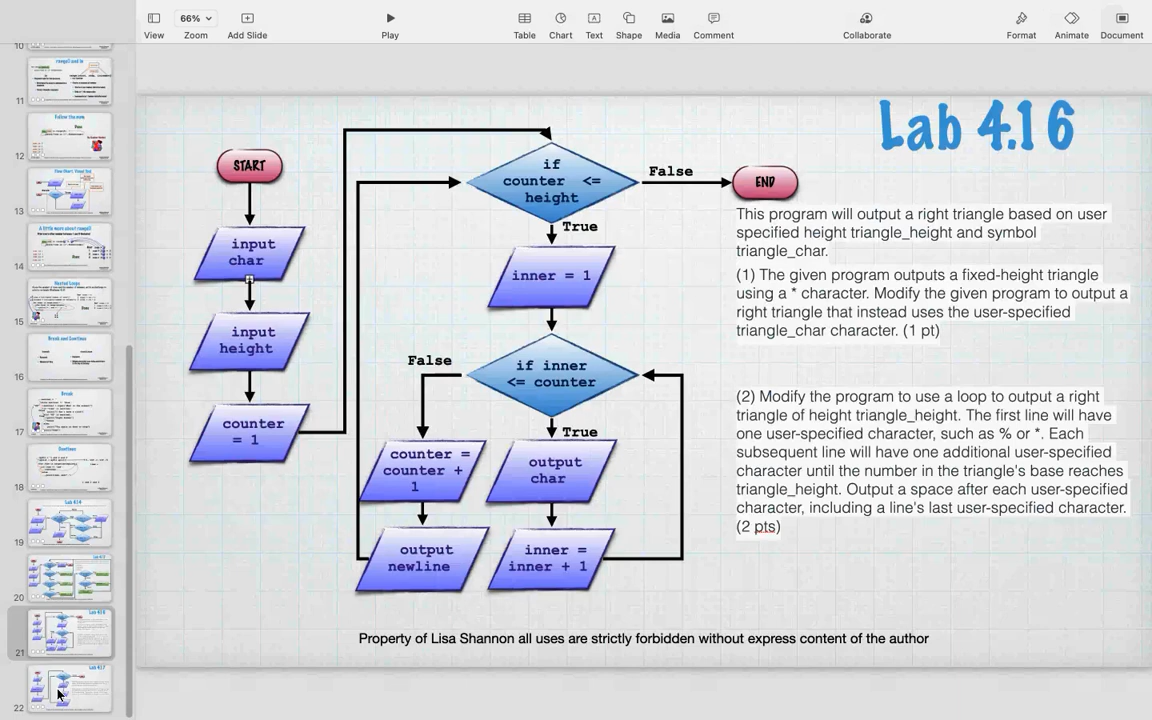 66%
View
Zoom
Add Slide
Play
Table
Chart
Text
Shape
Media
Comment
Collaborate
Format
Animate
Document
10
11
12
13
14
15
16
17
18
19
20
21
22
Lab 4.16
START
input
char
input
height
counter
= 1
if
counter <=
height
False
END
True
inner = 1
if inner
<= counter
False
True
counter =
counter +
1
output
char
output
newline
inner =
inner + 1
This program will output a right triangle based on user
specified height triangle_height and symbol
triangle_char.
(1) The given program outputs a fixed-height triangle
using a * character. Modify the given program to output a
right triangle that instead uses the user-specified
triangle_char character. (1 pt)
(2) Modify the program to use a loop to output a right
triangle of height triangle_height. The first line will have
one user-specified character, such as % or *. Each
subsequent line will have one additional user-specified
character until the number in the triangle's base reaches
triangle_height. Output a space after each user-specified
character, including a line's last user-specified character.
(2 pts)
Property of Lisa Shannon all uses are strictly forbidden without express content of the author